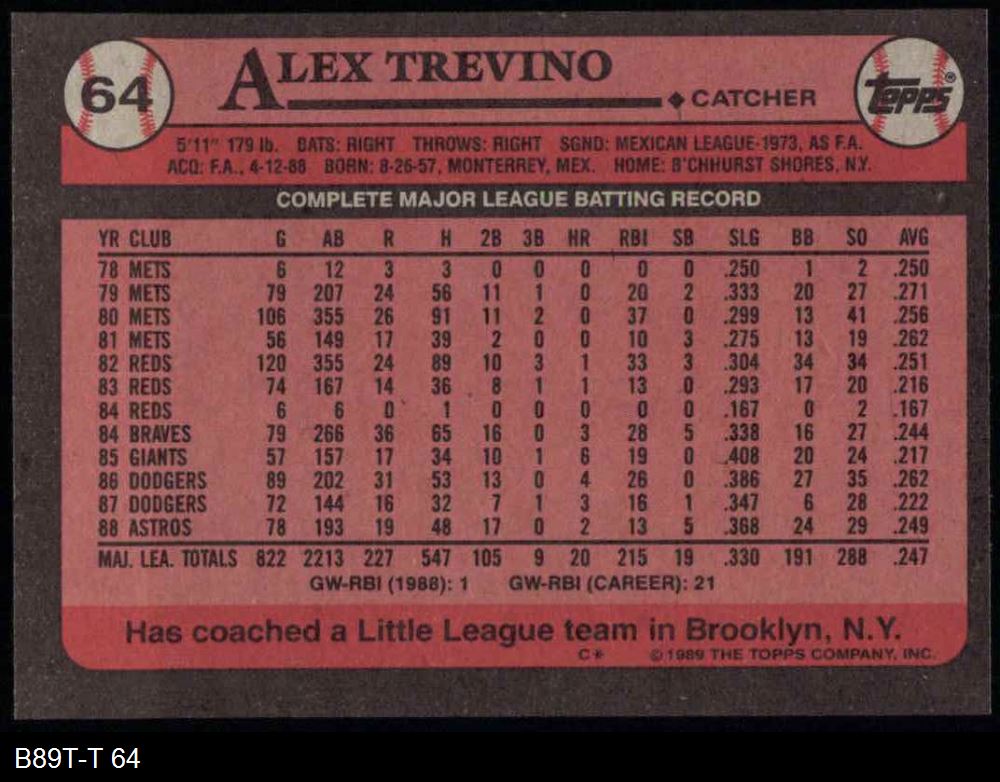 64 ALEX TREVINO TOPPS®
CATCHER
5'11" 179 lb. BATS: RIGHT THROWS: RIGHT SGND: MEXICAN LEAGUE-1973, AS F.A.
ACQ: F.A., 4-12-88 BORN: 8-26-57, MONTERREY, MEX. HOME: B'CHHURST SHORES, N.Y.
COMPLETE MAJOR LEAGUE BATTING RECORD
YR CLUB G AB R H 2B 3B HR RBI SB SLG BB SO AVG
78 METS 6 12 3 3 0 0 0 0 0 .250 1 2 .250
79 METS 79 207 24 56 11 1 0 20 2 .333 20 27 .271
80 METS 106 355 26 91 11 2 0 37 0 .299 13 41 .256
81 METS 56 149 17 39 2 0 0 10 3 .275 13 19 .262
82 REDS 120 355 24 89 10 3 1 33 3 .304 34 34 .251
83 REDS 74 167 14 36 8 1 1 13 0 .293 17 20 .216
84 REDS 6 6 0 1 0 0 0 0 0 .167 0 2 .167
84 BRAVES 79 266 36 65 16 0 3 28 5 .338 16 27 .244
85 GIANTS 57 157 17 34 10 1 6 19 0 .408 20 24 .217
86 DODGERS 89 202 31 53 13 0 4 26 0 .386 27 35 .262
87 DODGERS 72 144 16 32 7 1 3 16 1 .347 6 28 .222
88 ASTROS 78 193 19 48 17 0 2 13 5 .368 24 29 .249
MAJ. LEA. TOTALS 822 2213 227 547 105 9 20 215 19 .330 191 288 .247
GW-RBI (1988): 1 GW-RBI (CAREER): 21
Has coached a Little League team in Brooklyn, N.Y.
C* ©1989 THE TOPPS COMPANY, INC.
B89T-T 64